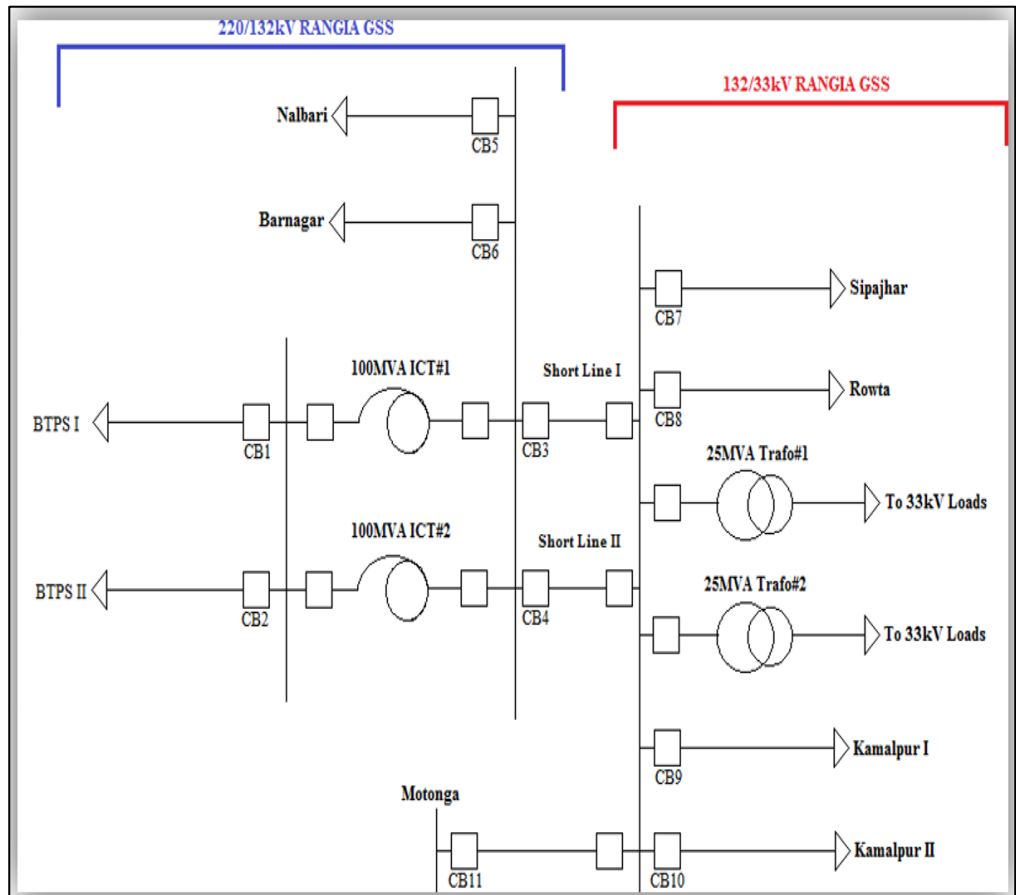 220/132kV RANGIA GSS
132/33kV RANGIA GSS
Nalbari
CB5
Barnagar
CB6
Sipajhar
CB7
100MVA ICT#1
Short Line I
Rowta
BTPS I
CB1
CB3
CB8
25MVA Trafo#1
To 33kV Loads
100MVA ICT#2
Short Line II
BTPS II
CB2
CB4
25MVA Trafo#2
To 33kV Loads
Kamalpur I
CB9
Motonga
Kamalpur II
CB11
CB10